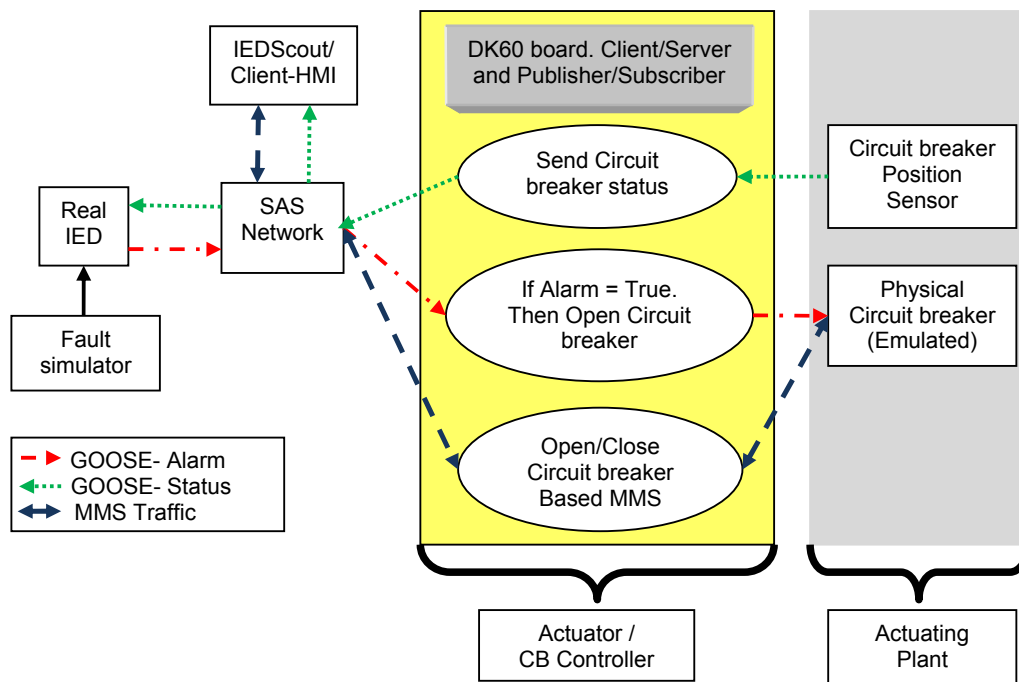 IEDScout/
Client-HMI
DK60 board. Client/Server
and Publisher/Subscriber
Send Circuit
breaker status
Circuit breaker
Position
Sensor
Real
IED
SAS
Network
If Alarm = True.
Then Open Circuit
breaker
Physical
Circuit breaker
(Emulated)
Fault
simulator
Open/Close
Circuit breaker
Based MMS
GOOSE- Alarm
GOOSE- Status
MMS Traffic
Actuator /
CB Controller
Actuating
Plant